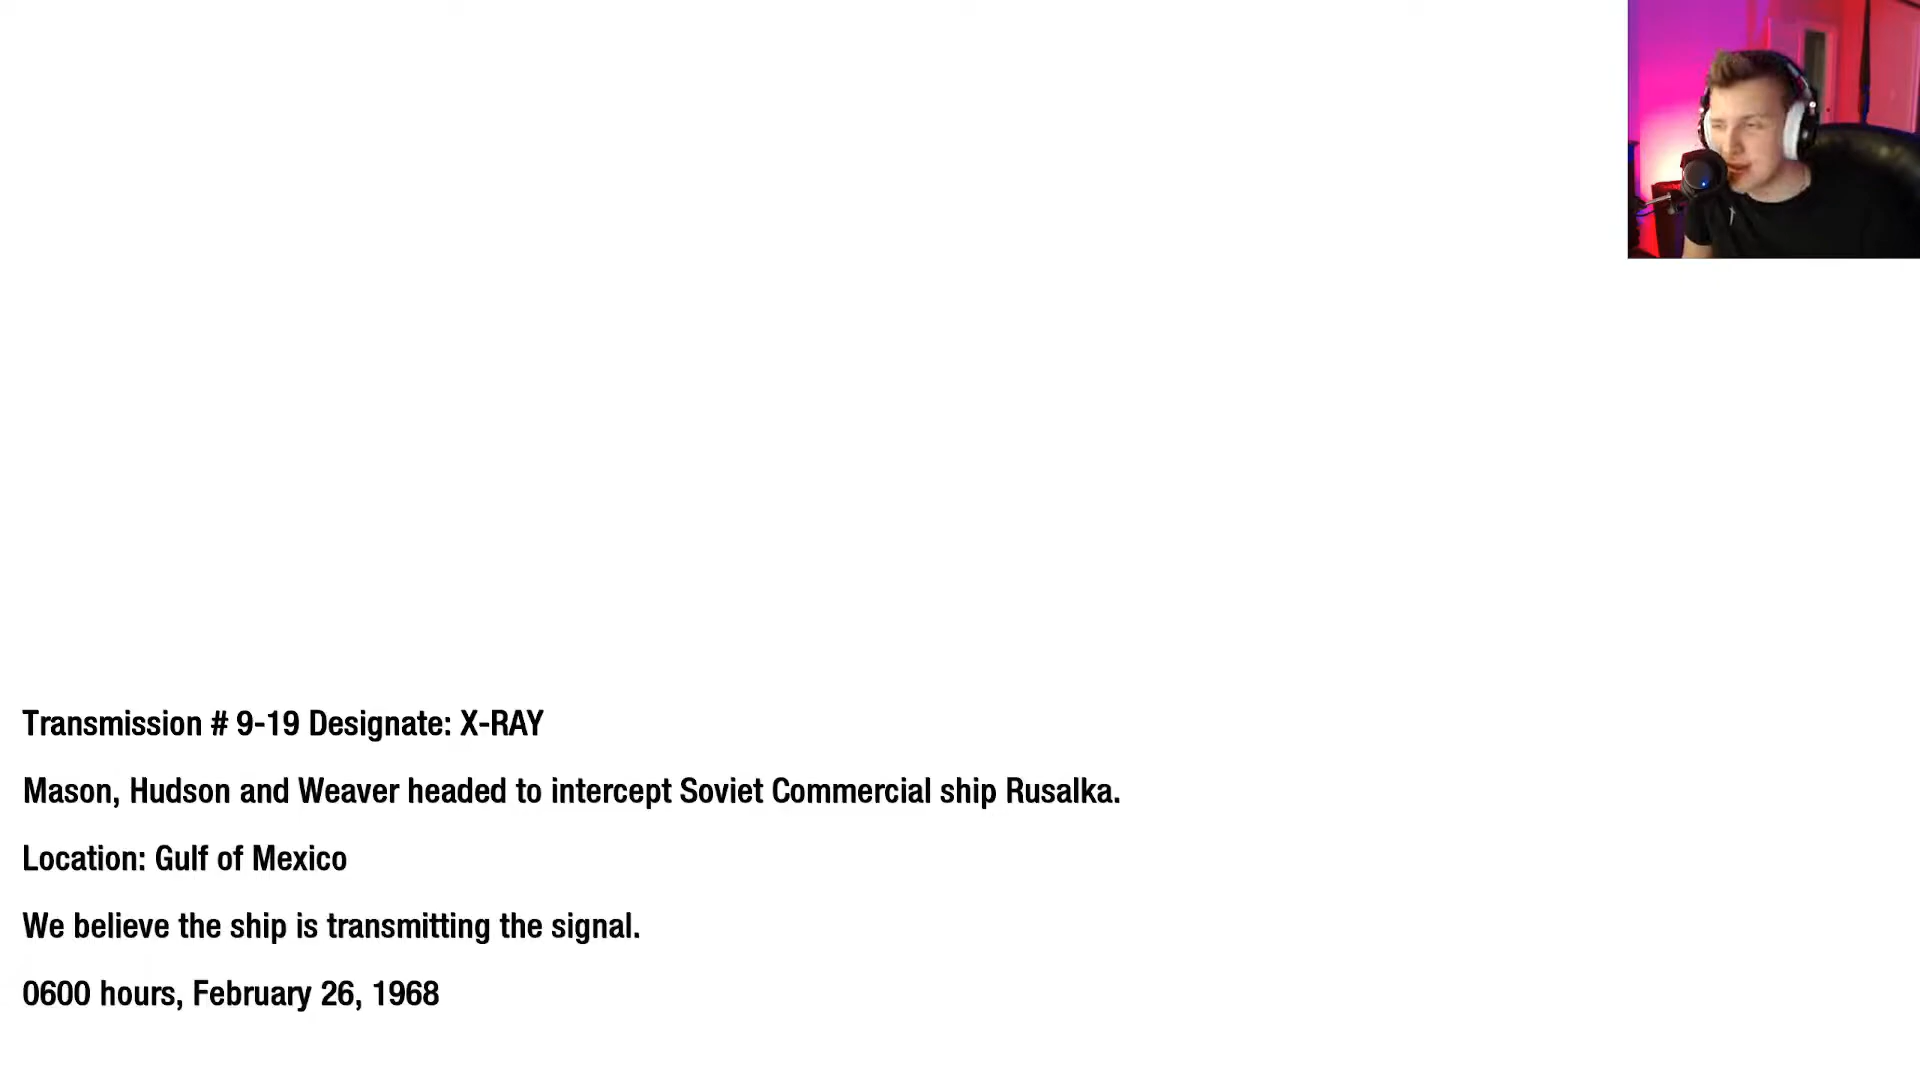 Transmission # 9-19 Designate: X-RAY
Mason, Hudson and Weaver headed to intercept Soviet Commercial ship Rusalka.
Location: Gulf of Mexico
We believe the ship is transmitting the signal.
0600 hours, February 26, 1968